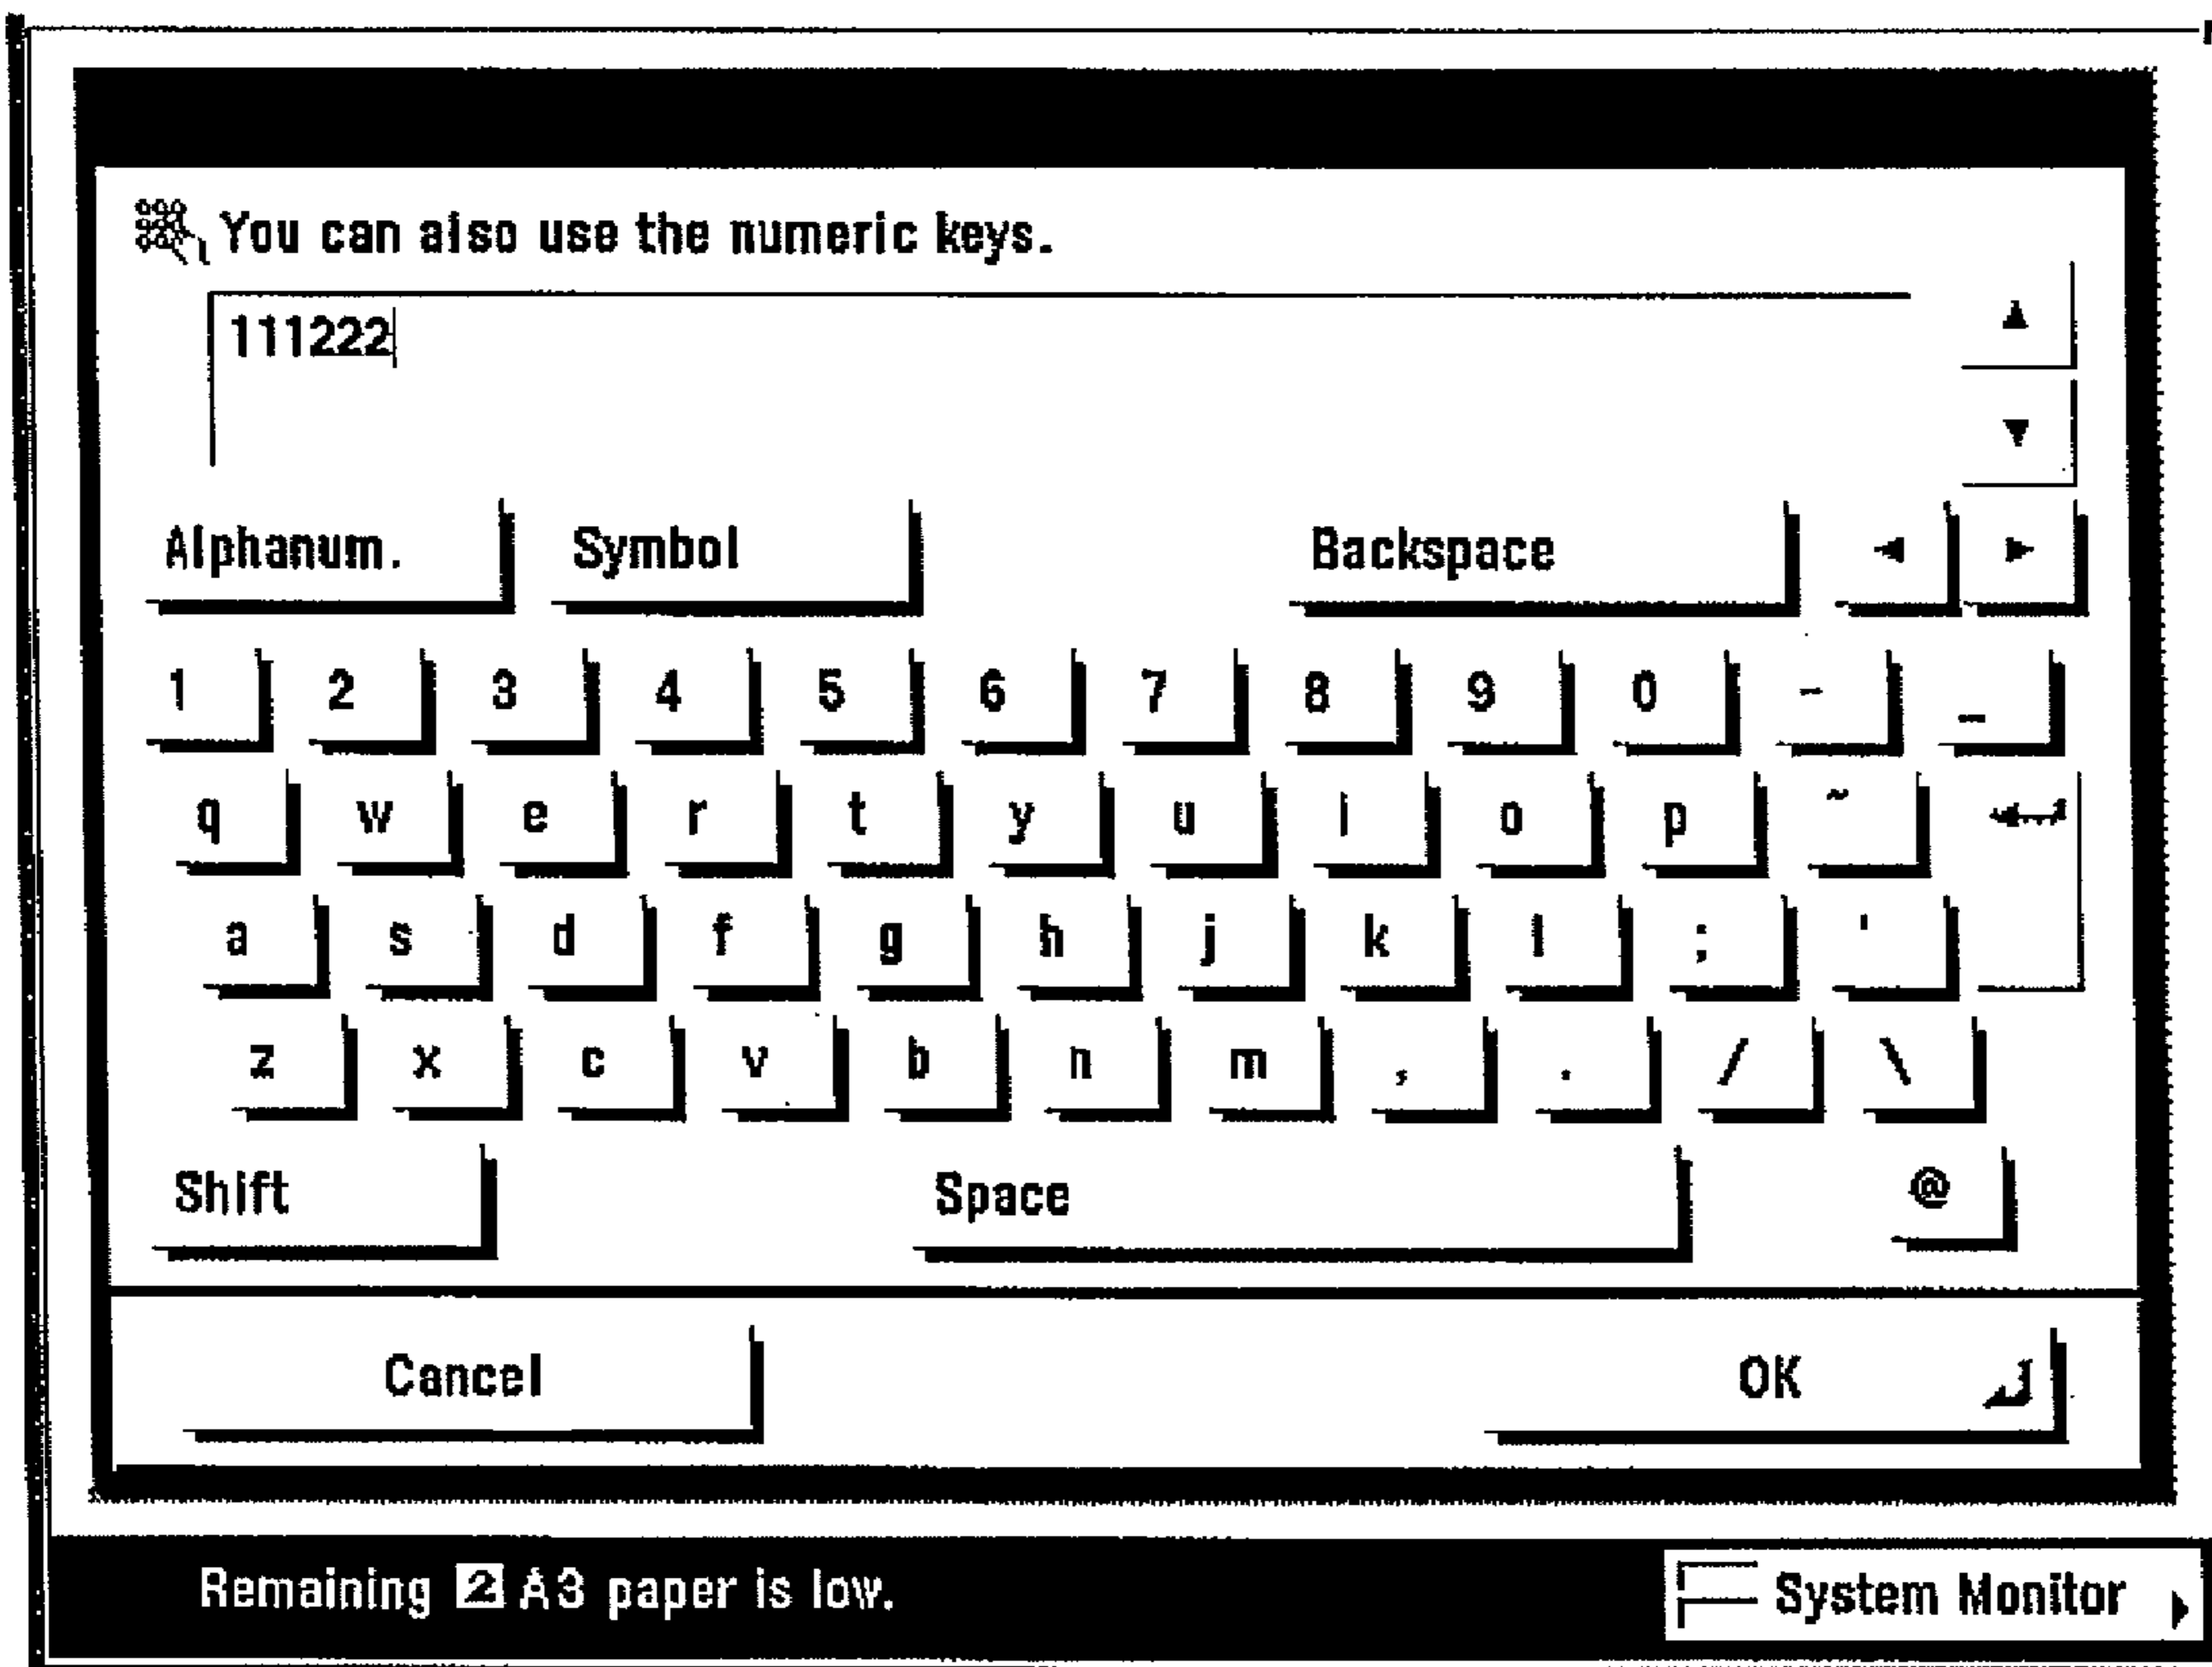 You can also use the numeric keys.
111222
Alphanum. Symbol Backspace
1 2 3 4 5 6 7 8 9 0 - _
q w e r t y u i o p ~
a s d f g h j k l ; '
z x c v b n m , . / \
Shift Space @
Cancel OK
Remaining 2 A3 paper is low. System Monitor